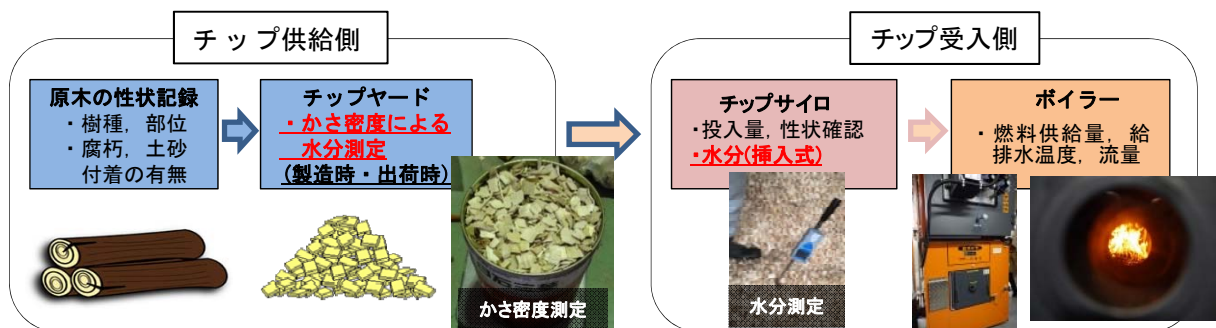 チップ供給側
原木の性状記録
・樹種，部位
・腐朽，土砂
付着の有無
チップヤード
・かさ密度による
水分測定
(製造時・出荷時)
かさ密度測定
チップ受入側
チップサイロ
・投入量，性状確認
・水分(挿入式)
水分測定
ボイラー
・燃料供給量，給
排水温度，流量